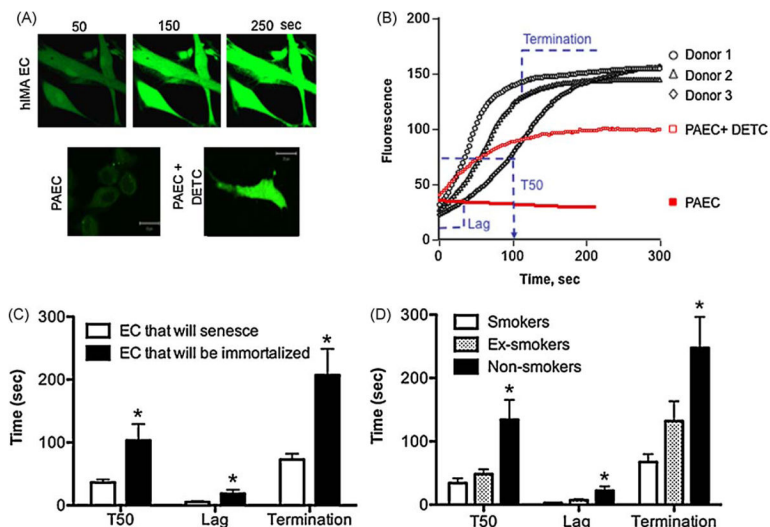 (A)
50 150 250 sec
hIMA EC
PAEC
PAEC +
DETC
(B)
Fluorescence
200
150
100
50
0
Termination
T50
Lag
0 100 200 300
Time, sec
Donor 1
Donor 2
Donor 3
PAEC+ DETC
PAEC
(C)
Time (sec)
300
200
100
0
EC that will senesce
EC that will be immortalized
*
*
*
T50 Lag Termination
(D)
Time (sec)
300
200
100
0
Smokers
Ex-smokers
Non-smokers
*
*
*
T50 Lag Termination